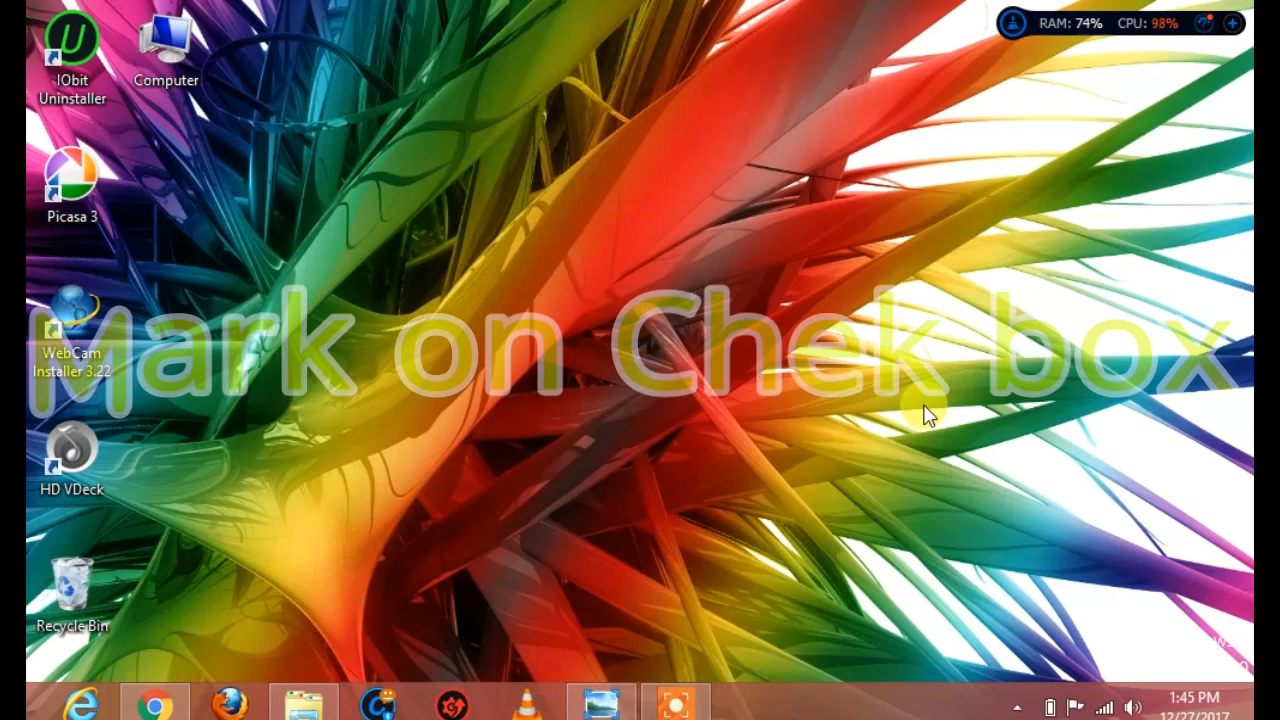 RAM: 74% CPU: 98%
IObit
Uninstaller
Computer
Picasa 3
Mark on Chek box
WebCam
Installer 3.22
HD VDeck
Recycle Bin
1:45 PM
12/27/2017